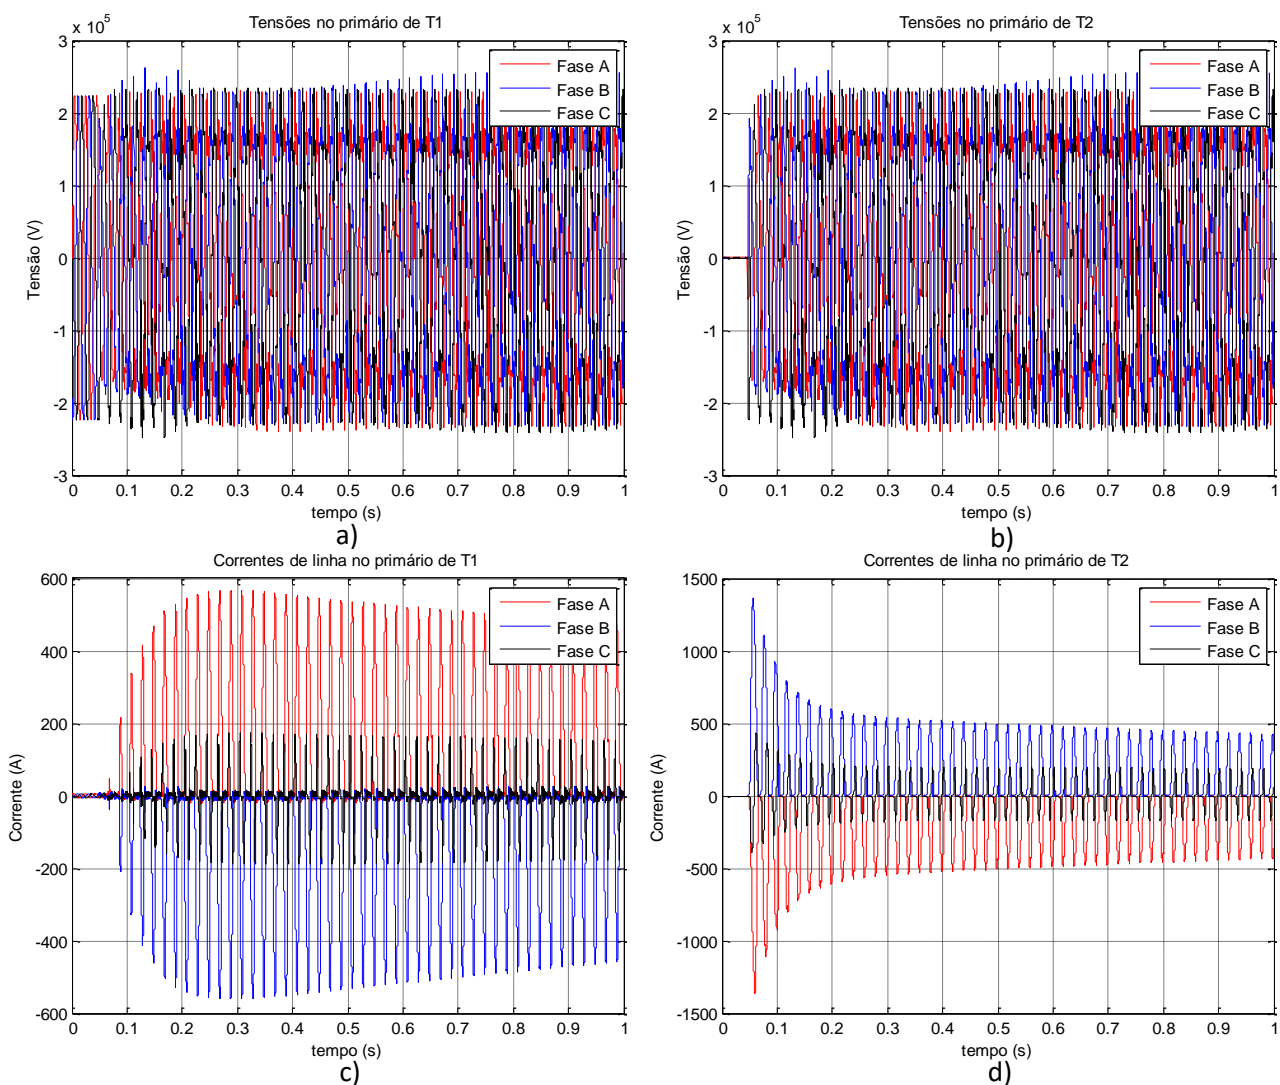 Tensões no primário de T1
x 10^5
3
2
1
0
-1
-2
-3
Tensão (V)
Fase A
Fase B
Fase C
0 0.1 0.2 0.3 0.4 0.5 0.6 0.7 0.8 0.9 1
tempo (s)
a)
Tensões no primário de T2
x 10^5
3
2
1
0
-1
-2
-3
Tensão (V)
Fase A
Fase B
Fase C
0 0.1 0.2 0.3 0.4 0.5 0.6 0.7 0.8 0.9 1
tempo (s)
b)
Correntes de linha no primário de T1
600
400
200
0
-200
-400
-600
Corrente (A)
Fase A
Fase B
Fase C
0 0.1 0.2 0.3 0.4 0.5 0.6 0.7 0.8 0.9 1
tempo (s)
c)
Correntes de linha no primário de T2
1500
1000
500
0
-500
-1000
-1500
Corrente (A)
Fase A
Fase B
Fase C
0 0.1 0.2 0.3 0.4 0.5 0.6 0.7 0.8 0.9 1
tempo (s)
d)